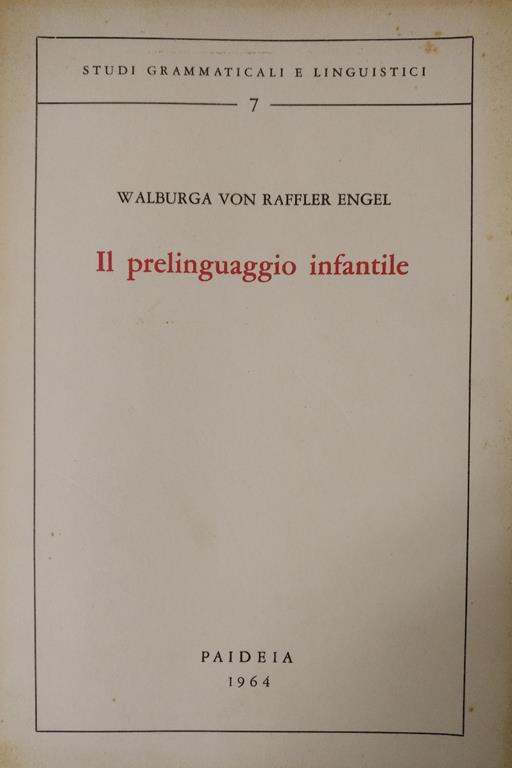 STUDI GRAMMATICALI E LINGUISTICI
7
WALBURGA VON RAFFLER ENGEL
Il prelinguaggio infantile
PAIDEIA
1964